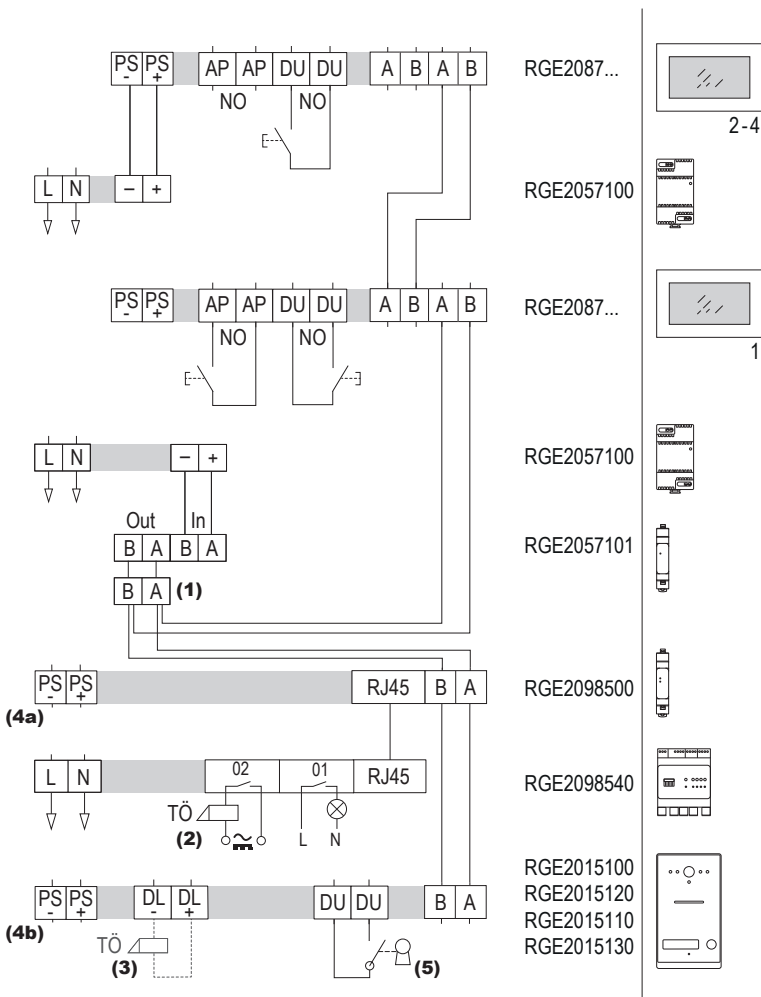 PS - PS + AP AP DU DU A B A B RGE2087...
NO NO
2-4
L N – + RGE2057100
PS - PS + AP AP DU DU A B A B RGE2087...
NO NO
1
L N – + RGE2057100
Out In
B A B A RGE2057101
B A (1)
PS - PS + RJ45 B A RGE2098500
(4a)
L N 02 01 RJ45 RGE2098540
TÖ
(2) L N
RGE2015100
PS - PS + DL - DL + DU DU B A RGE2015120
(4b) RGE2015110
TÖ RGE2015130
(3) (5)